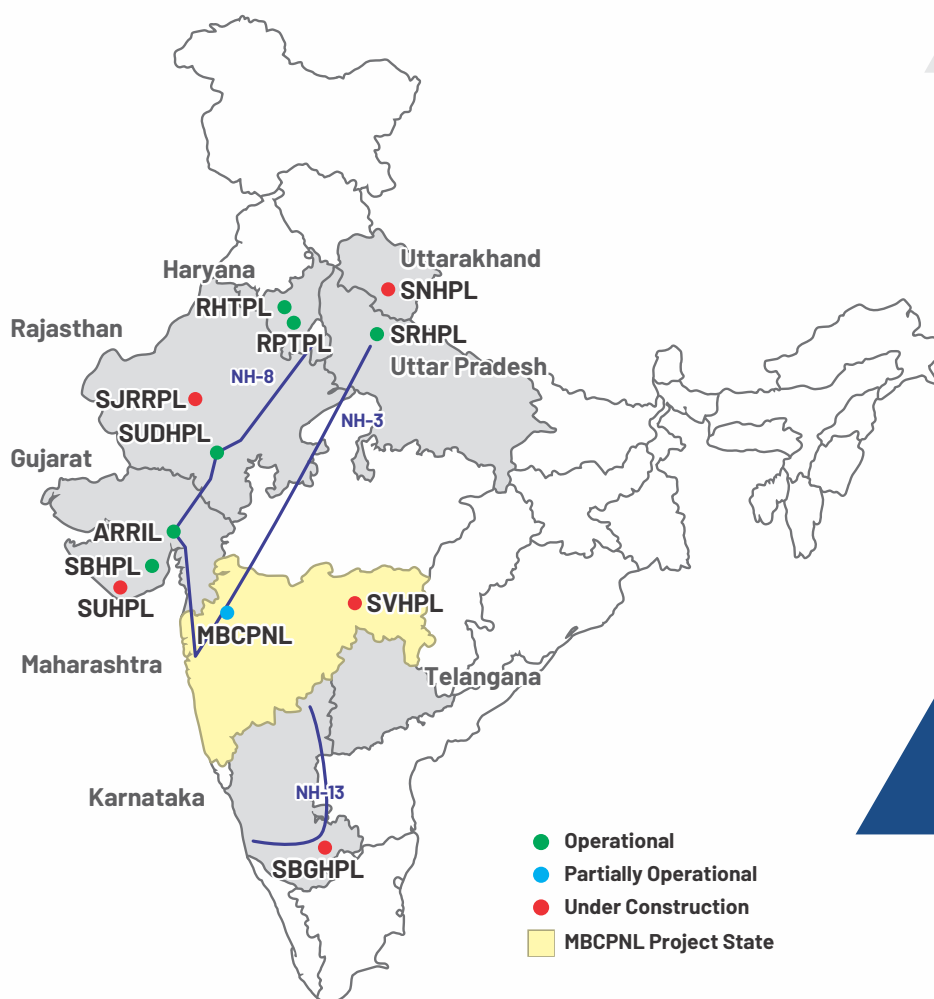 Uttarakhand
Haryana
SNHPL
RHTPL
Rajasthan
SRHPL
RPTPL
Uttar Pradesh
NH-8
SJRRPL
NH-3
SUDHPL
Gujarat
ARRIL
SBHPL
SUHPL
SVHPL
MBCPNL
Maharashtra
Telangana
NH-13
Karnataka
SBGHPL
Operational
Partially Operational
Under Construction
MBCPNL Project State